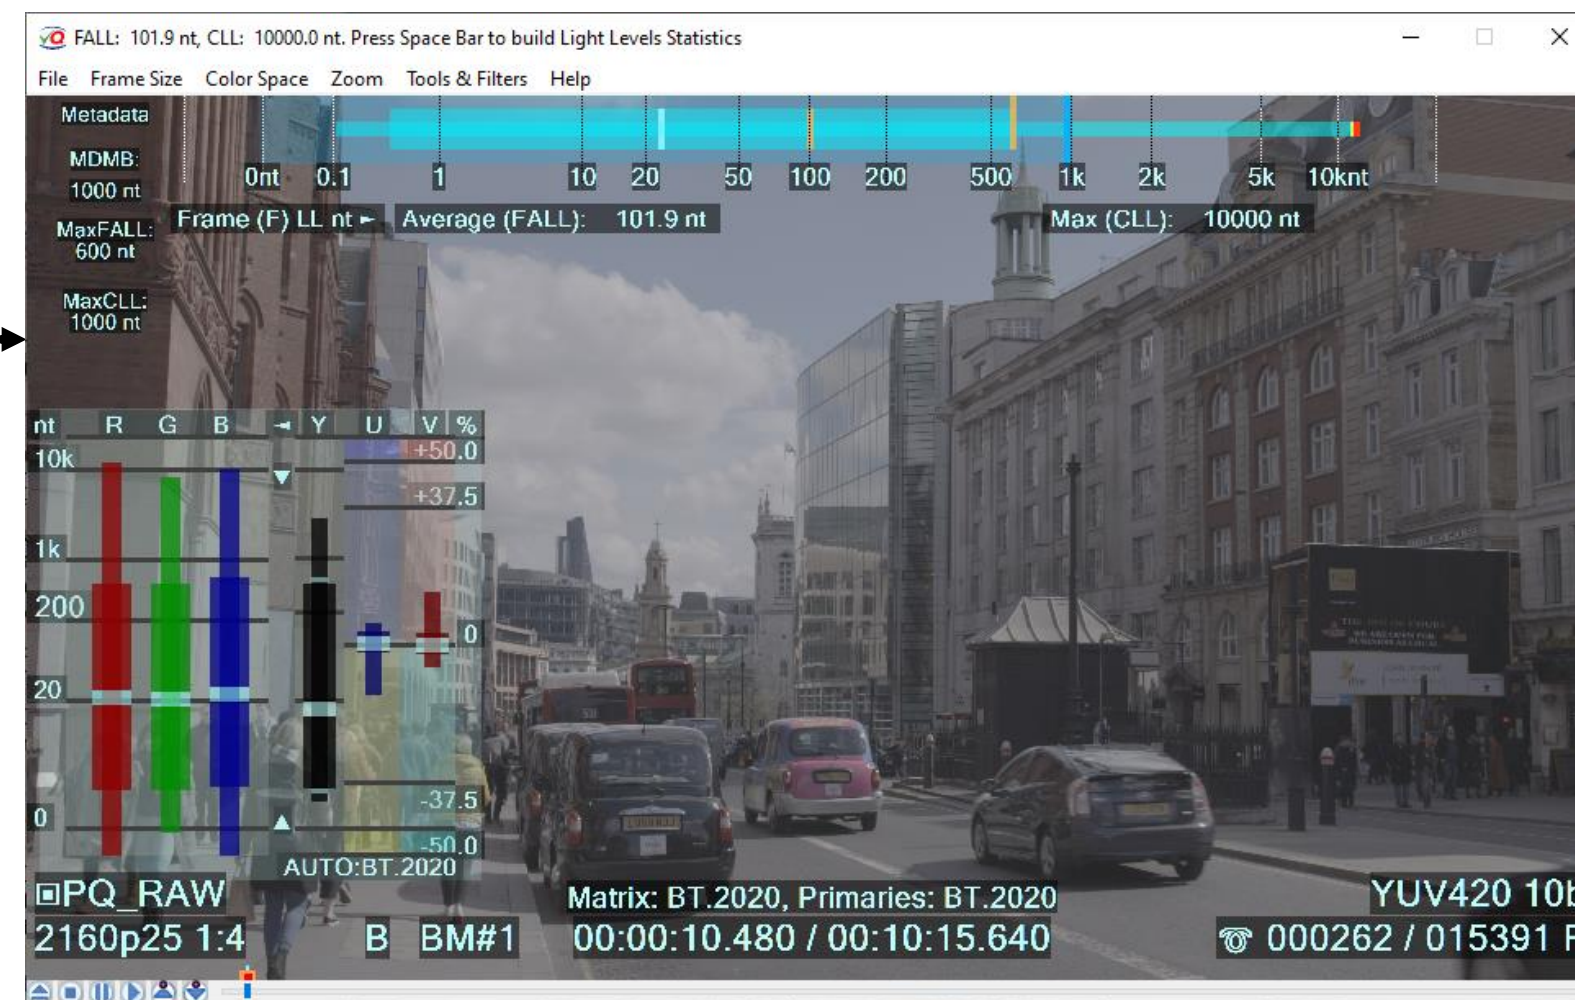 FALL: 101.9 nt, CLL: 10000.0 nt. Press Space Bar to build Light Levels Statistics
File Frame Size Color Space Zoom Tools & Filters Help
Metadata
MDMB:
1000 nt
MaxFALL:
600 nt
MaxCLL:
1000 nt
0nt 0.1 1 10 20 50 100 200 500 1k 2k 5k 10knt
Frame (F) LL nt ► Average (FALL): 101.9 nt Max (CLL): 10000 nt
nt R G B ◄ Y U V %
10k +50.0
+37.5
1k
200
0
20
-37.5
0
-50.0
AUTO:BT.2020
PQ_RAW Matrix: BT.2020, Primaries: BT.2020 YUV420 10b
2160p25 1:4 B BM#1 00:00:10.480 / 00:10:15.640 000262 / 015391 F